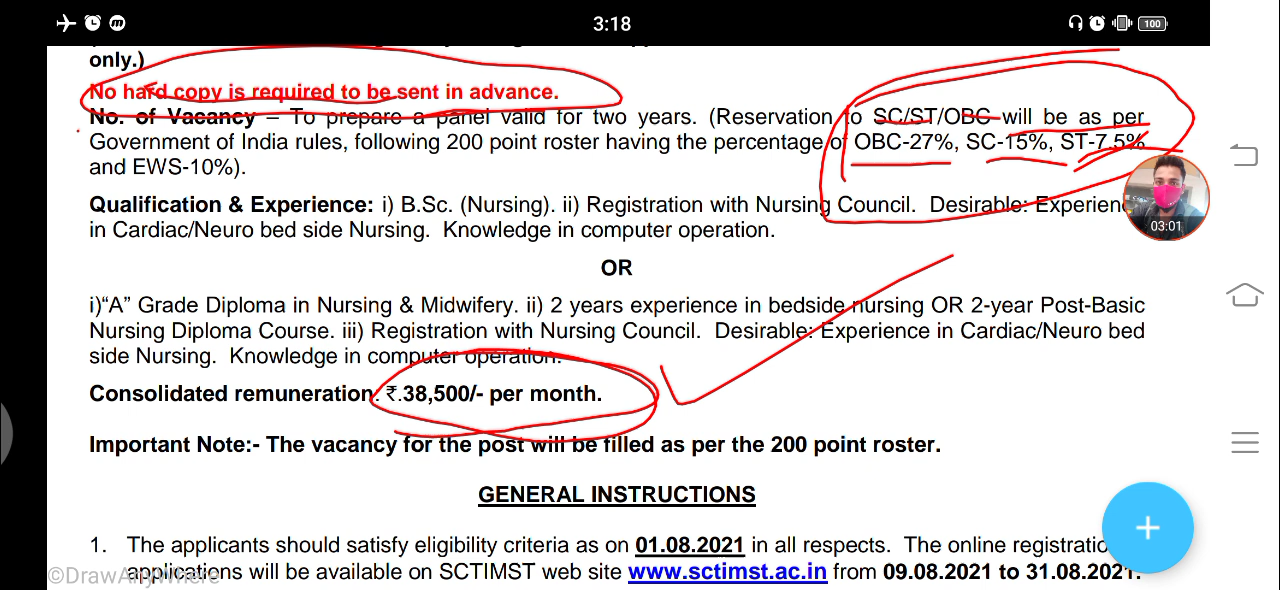 3:18
100
only.)
No hard copy is required to be sent in advance.
No. of Vacancy – To prepare a panel valid for two years. (Reservation to SC/ST/OBC will be as per
Government of India rules, following 200 point roster having the percentage of OBC-27%, SC-15%, ST-7.5%
and EWS-10%).
Qualification & Experience: i) B.Sc. (Nursing). ii) Registration with Nursing Council. Desirable: Experien
03:01
in Cardiac/Neuro bed side Nursing. Knowledge in computer operation.
OR
i)“A” Grade Diploma in Nursing & Midwifery. ii) 2 years experience in bedside nursing OR 2-year Post-Basic
Nursing Diploma Course. iii) Registration with Nursing Council. Desirable: Experience in Cardiac/Neuro bed
side Nursing. Knowledge in computer operation.
Consolidated remuneration: ₹.38,500/- per month.
Important Note:- The vacancy for the post will be filled as per the 200 point roster.
GENERAL INSTRUCTIONS
1. The applicants should satisfy eligibility criteria as on 01.08.2021 in all respects. The online registratio
applications will be available on SCTIMST web site www.sctimst.ac.in from 09.08.2021 to 31.08.2021.
©DrawAnyWhere